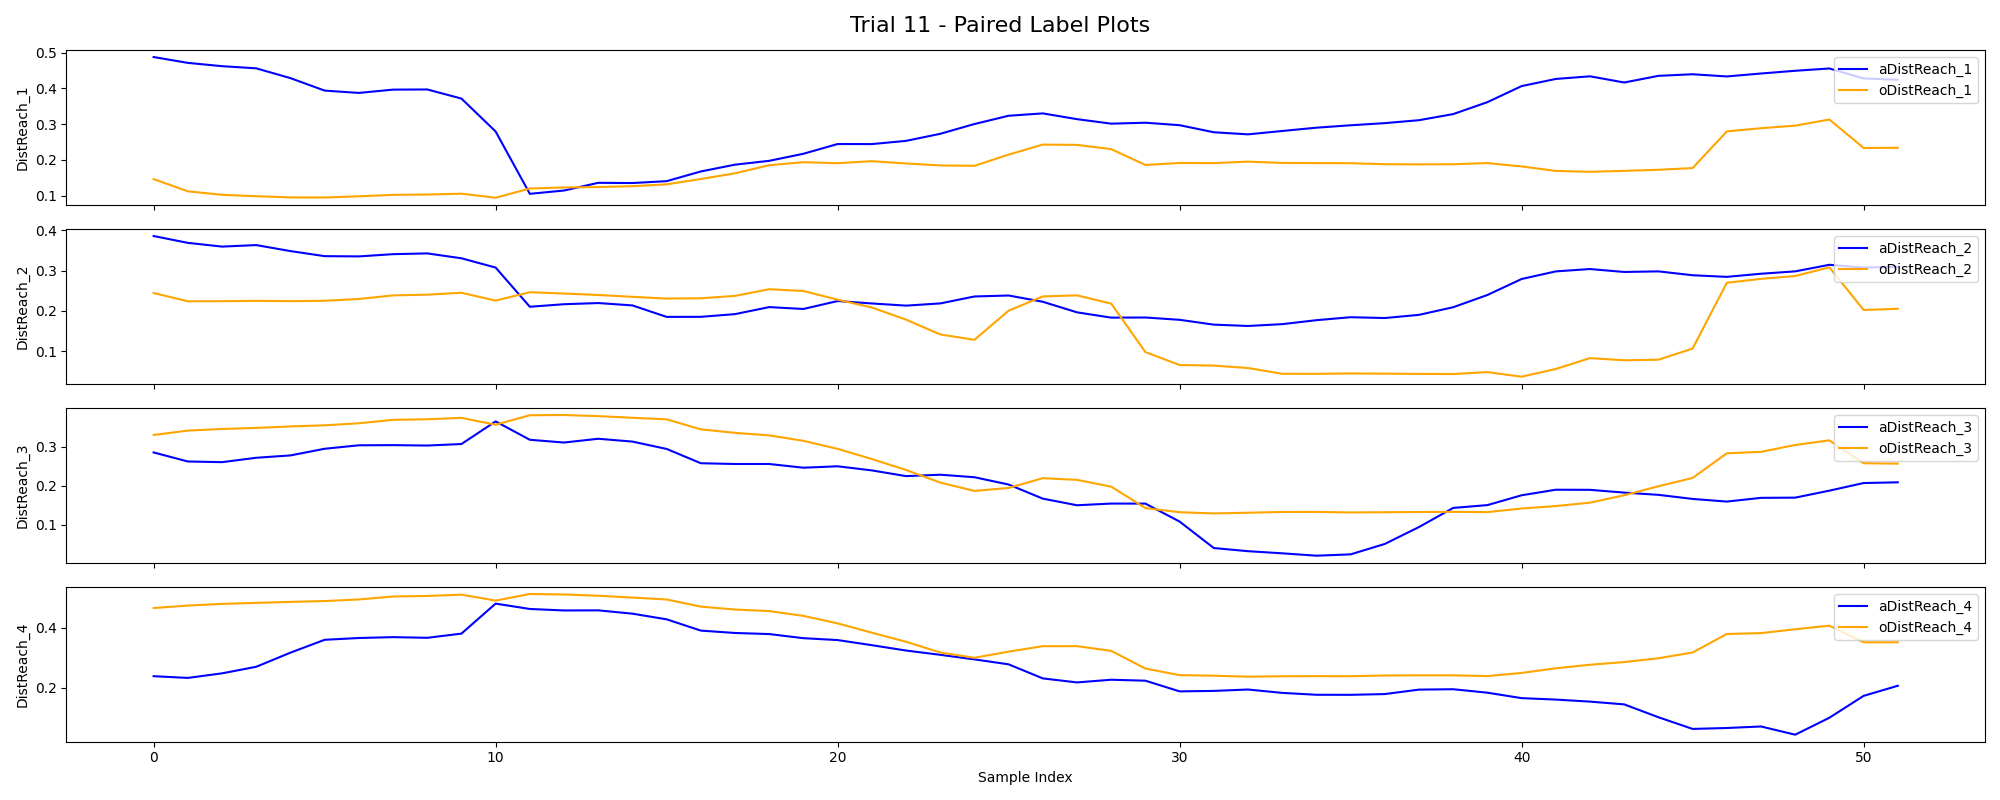 Trial 11 - Paired Label Plots
DistReach_1
0.5
0.4
0.3
0.2
0.1
aDistReach_1
oDistReach_1
DistReach_2
0.4
0.3
0.2
0.1
aDistReach_2
oDistReach_2
DistReach_3
0.3
0.2
0.1
aDistReach_3
oDistReach_3
DistReach_4
0.4
0.2
aDistReach_4
oDistReach_4
0 10 20 30 40 50
Sample Index